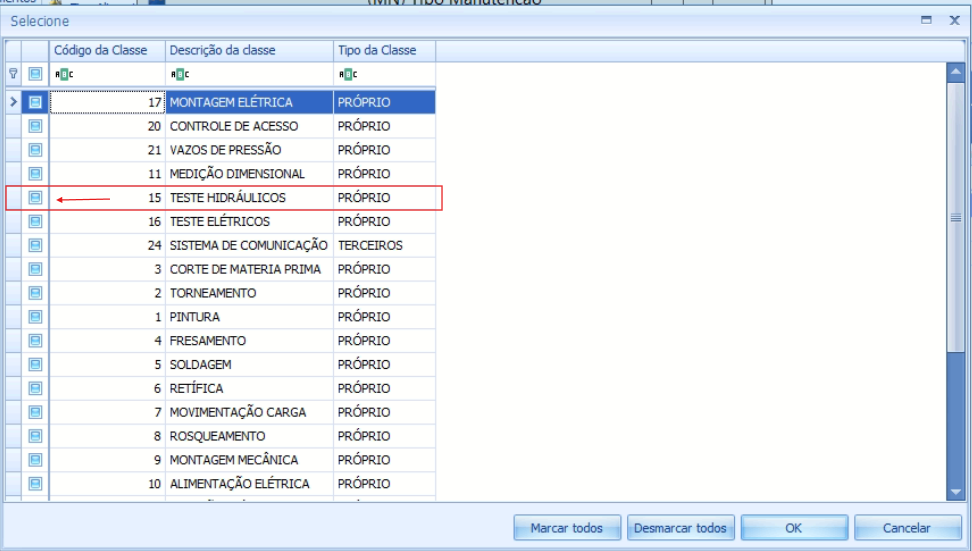 (MN) Tipo Manutenção
Selecione
Código da Classe Descrição da classe Tipo da Classe
17 MONTAGEM ELÉTRICA PRÓPRIO
20 CONTROLE DE ACESSO PRÓPRIO
21 VAZOS DE PRESSÃO PRÓPRIO
11 MEDIÇÃO DIMENSIONAL PRÓPRIO
15 TESTE HIDRÁULICOS PRÓPRIO
16 TESTE ELÉTRICOS PRÓPRIO
24 SISTEMA DE COMUNICAÇÃO TERCEIROS
3 CORTE DE MATERIA PRIMA PRÓPRIO
2 TORNEAMENTO PRÓPRIO
1 PINTURA PRÓPRIO
4 FRESAMENTO PRÓPRIO
5 SOLDAGEM PRÓPRIO
6 RETÍFICA PRÓPRIO
7 MOVIMENTAÇÃO CARGA PRÓPRIO
8 ROSQUEAMENTO PRÓPRIO
9 MONTAGEM MECÂNICA PRÓPRIO
10 ALIMENTAÇÃO ELÉTRICA PRÓPRIO
Marcar todos Desmarcar todos OK Cancelar